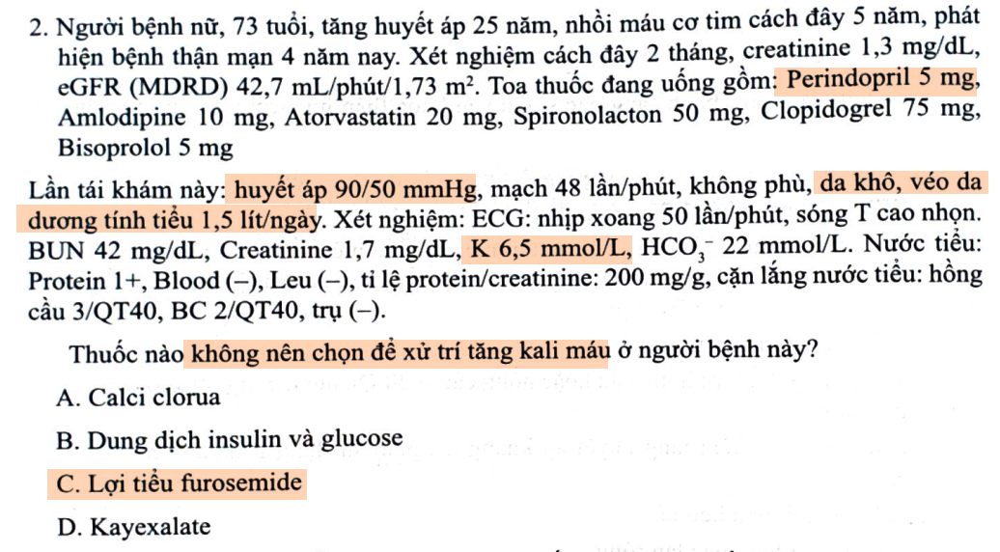 2. Người bệnh nữ, 73 tuổi, tăng huyết áp 25 năm, nhồi máu cơ tim cách đây 5 năm, phát
hiện bệnh thận mạn 4 năm nay. Xét nghiệm cách đây 2 tháng, creatinine 1,3 mg/dL,
eGFR (MDRD) 42,7 mL/phút/1,73 m². Toa thuốc đang uống gồm: Perindopril 5 mg,
Amlodipine 10 mg, Atorvastatin 20 mg, Spironolacton 50 mg, Clopidogrel 75 mg,
Bisoprolol 5 mg
Lần tái khám này: huyết áp 90/50 mmHg, mạch 48 lần/phút, không phù, da khô, véo da
dương tính tiểu 1,5 lít/ngày. Xét nghiệm: ECG: nhịp xoang 50 lần/phút, sóng T cao nhọn.
BUN 42 mg/dL, Creatinine 1,7 mg/dL, K 6,5 mmol/L, HCO₃⁻ 22 mmol/L. Nước tiểu:
Protein 1+, Blood (–), Leu (–), tỉ lệ protein/creatinine: 200 mg/g, cặn lắng nước tiểu: hồng
cầu 3/QT40, BC 2/QT40, trụ (–).
Thuốc nào không nên chọn để xử trí tăng kali máu ở người bệnh này?
A. Calci clorua
B. Dung dịch insulin và glucose
C. Lợi tiểu furosemide
D. Kayexalate